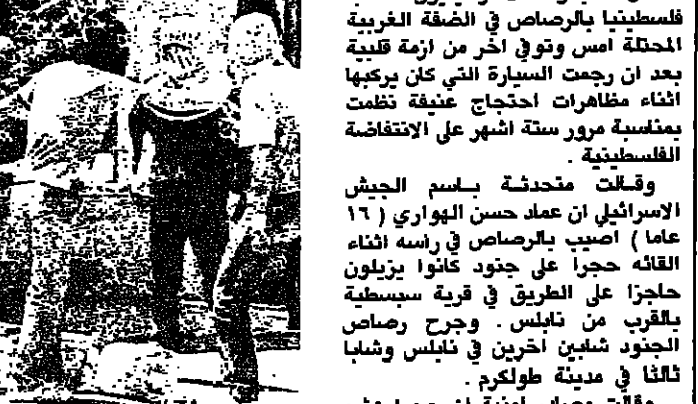 فلسطينيا بالرصاص في الضفة الغربية
المحتلة امس وتوفي اخر من ازمة قلبية
بعد ان رجمت السيارة التي كان يركبها
اثناء مظاهرات احتجاج عنيفة نظمت
بمناسبة مرور ستة اشهر على الانتفاضة
الفلسطينية .
وقالت متحدثة باسم الجيش
الاسرائيلي ان عماد حسن الهواري ( ١٦
عاما ) اصيب بالرصاص في راسه اثناء
القائه حجرا على جنود كانوا يزيلون
حاجزا على الطريق في قرية سبسطية
بالقرب من نابلس . وجرح رصاص
الجنود شابين اخرين في نابلس وشابا
ثالثا في مدينة طولكرم .